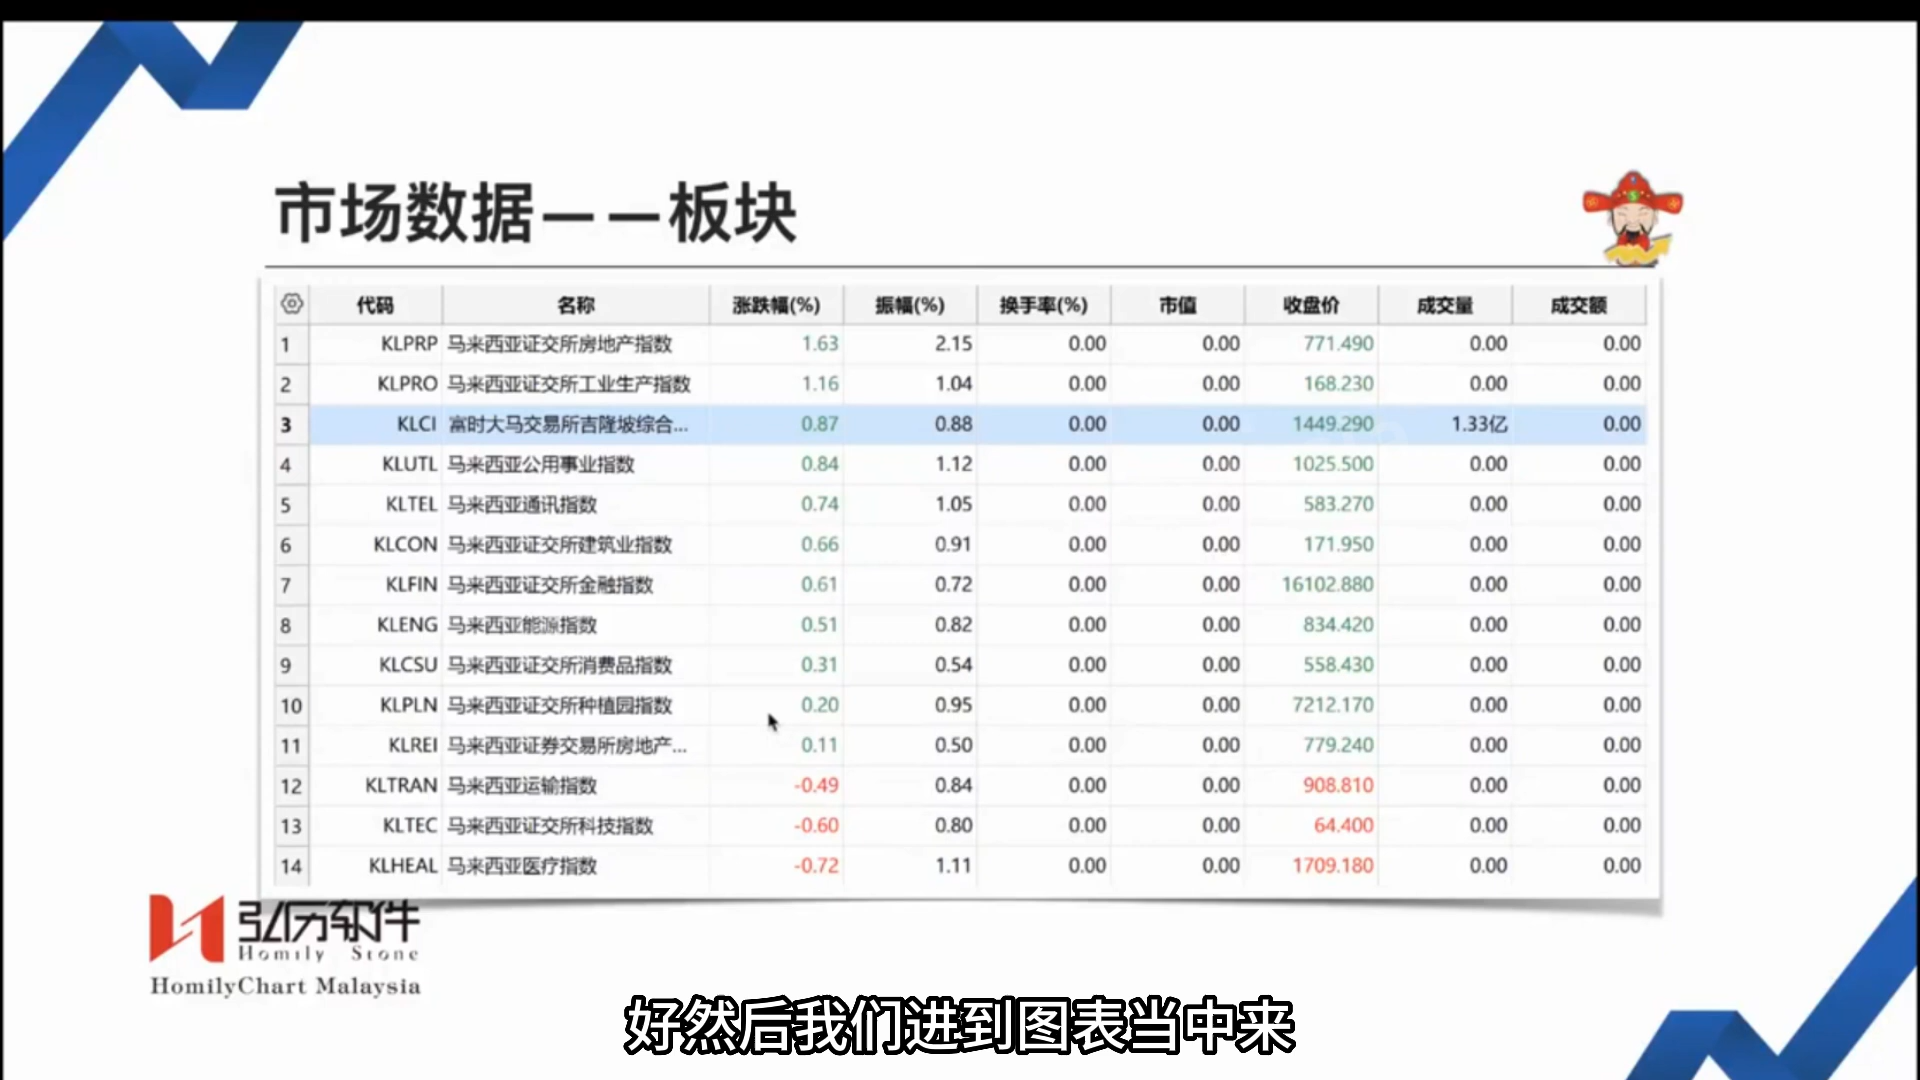 市场数据——板块
代码 名称 涨跌幅(%) 振幅(%) 换手率(%) 市值 收盘价 成交量 成交额
1 KLPRP 马来西亚证交所房地产指数 1.63 2.15 0.00 0.00 771.490 0.00 0.00
2 KLPRO 马来西亚证交所工业生产指数 1.16 1.04 0.00 0.00 168.230 0.00 0.00
3 KLCI 富时大马交易所吉隆坡综合... 0.87 0.88 0.00 0.00 1449.290 1.33亿 0.00
4 KLUTL 马来西亚公用事业指数 0.84 1.12 0.00 0.00 1025.500 0.00 0.00
5 KLTEL 马来西亚通讯指数 0.74 1.05 0.00 0.00 583.270 0.00 0.00
6 KLCON 马来西亚证交所建筑业指数 0.66 0.91 0.00 0.00 171.950 0.00 0.00
7 KLFIN 马来西亚证交所金融指数 0.61 0.72 0.00 0.00 16102.880 0.00 0.00
8 KLENG 马来西亚能源指数 0.51 0.82 0.00 0.00 834.420 0.00 0.00
9 KLCSU 马来西亚证交所消费品指数 0.31 0.54 0.00 0.00 558.430 0.00 0.00
10 KLPLN 马来西亚证交所种植园指数 0.20 0.95 0.00 0.00 7212.170 0.00 0.00
11 KLREI 马来西亚证券交易所房地产... 0.11 0.50 0.00 0.00 779.240 0.00 0.00
12 KLTRAN 马来西亚运输指数 -0.49 0.84 0.00 0.00 908.810 0.00 0.00
13 KLTEC 马来西亚证交所科技指数 -0.60 0.80 0.00 0.00 64.400 0.00 0.00
14 KLHEAL 马来西亚医疗指数 -0.72 1.11 0.00 0.00 1709.180 0.00 0.00
弘历软件
Homily Stone
HomilyChart Malaysia
好然后我们进到图表当中来